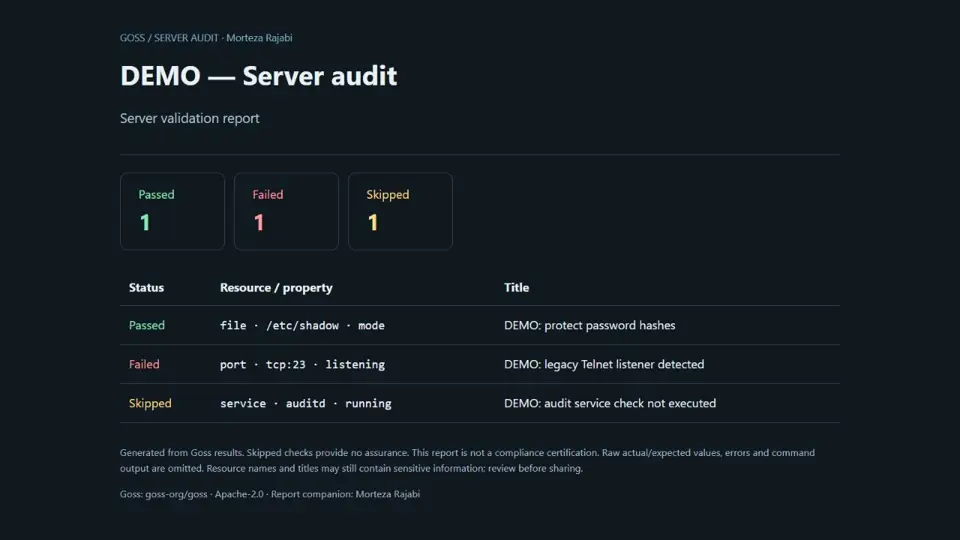 GOSS / SERVER AUDIT · Morteza Rajabi
DEMO — Server audit
Server validation report
Passed Failed Skipped
1 1 1
Status Resource / property Title
Passed file · /etc/shadow · mode DEMO: protect password hashes
Failed port · tcp:23 · listening DEMO: legacy Telnet listener detected
Skipped service · auditd · running DEMO: audit service check not executed
Generated from Goss results. Skipped checks provide no assurance. This report is not a compliance certification. Raw actual/expected values, errors and command
output are omitted. Resource names and titles may still contain sensitive information; review before sharing.
Goss: goss-org/goss · Apache-2.0 · Report companion: Morteza Rajabi